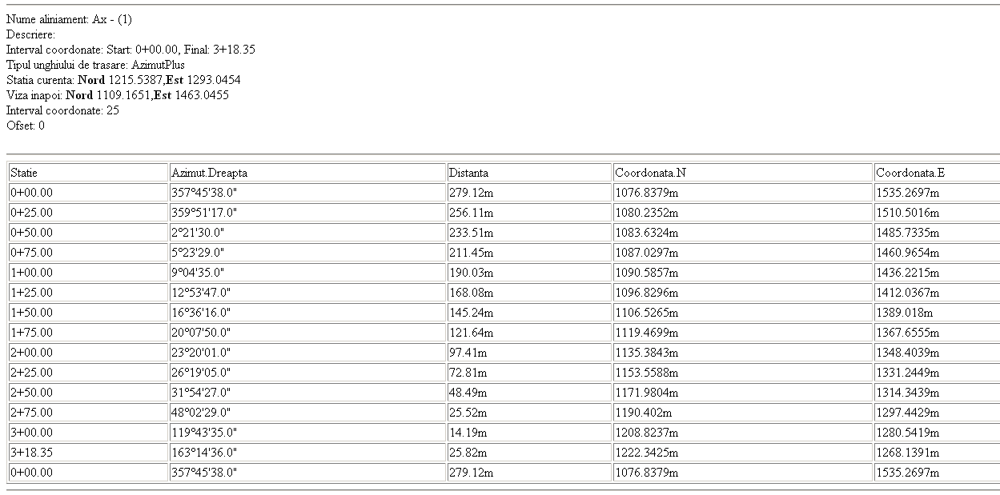 Nume aliniament: Ax - (1)
Descriere:
Interval coordonate: Start: 0+00.00, Final: 3+18.35
Tipul unghiului de trasare: AzimutPlus
Statia curenta: Nord 1215.5387,Est 1293.0454
Viza inapoi: Nord 1109.1651,Est 1463.0455
Interval coordonate: 25
Ofset: 0
Statie Azimut.Dreapta Distanta Coordonata.N Coordonata.E
0+00.00 357°45'38.0" 279.12m 1076.8379m 1535.2697m
0+25.00 359°51'17.0" 256.11m 1080.2352m 1510.5016m
0+50.00 2°21'30.0" 233.51m 1083.6324m 1485.7335m
0+75.00 5°23'29.0" 211.45m 1087.0297m 1460.9654m
1+00.00 9°04'35.0" 190.03m 1090.5857m 1436.2215m
1+25.00 12°53'47.0" 168.08m 1096.8296m 1412.0367m
1+50.00 16°36'16.0" 145.24m 1106.5265m 1389.018m
1+75.00 20°07'50.0" 121.64m 1119.4699m 1367.6555m
2+00.00 23°20'01.0" 97.41m 1135.3843m 1348.4039m
2+25.00 26°19'05.0" 72.81m 1153.5588m 1331.2449m
2+50.00 31°54'27.0" 48.49m 1171.9804m 1314.3439m
2+75.00 48°02'29.0" 25.52m 1190.402m 1297.4429m
3+00.00 119°43'35.0" 14.19m 1208.8237m 1280.5419m
3+18.35 163°14'36.0" 25.82m 1222.3425m 1268.1391m
0+00.00 357°45'38.0" 279.12m 1076.8379m 1535.2697m